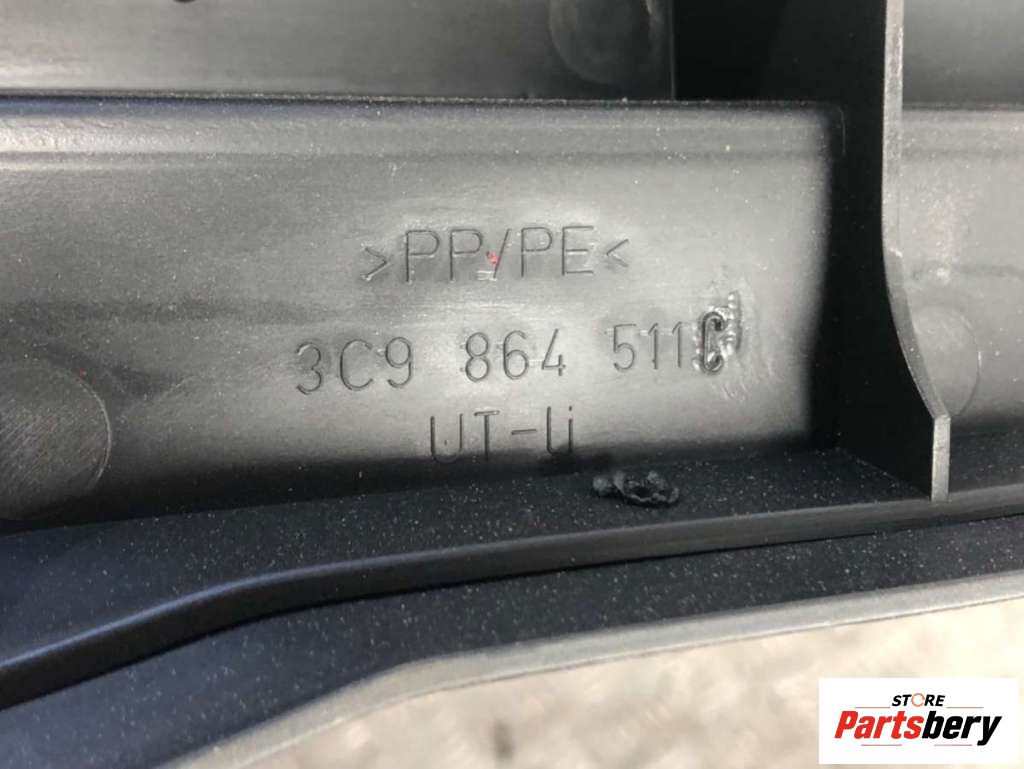 >PP/PE<
3C9 864 511C
UT-Li
STORE
Partsbery